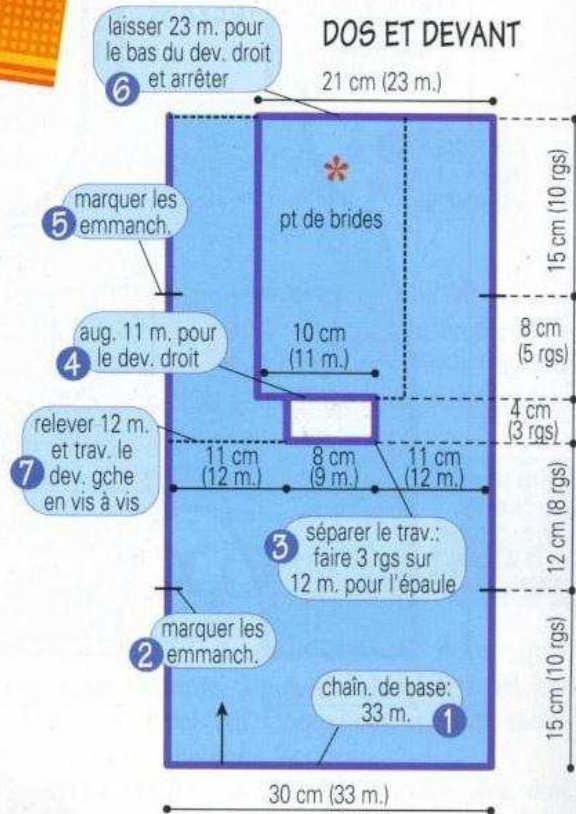 DOS ET DEVANT
laisser 23 m. pour
le bas du dev. droit
et arrêter
6
21 cm (23 m.)
*
pt de brides
marquer les
5 emmanch.
15 cm (10 rgs)
aug. 11 m. pour
4 le dev. droit
10 cm
(11 m.)
8 cm
(5 rgs)
4 cm
(3 rgs)
relever 12 m.
et trav. le
7 dev. gche
en vis à vis
11 cm
(12 m.)
8 cm
(9 m.)
11 cm
(12 m.)
12 cm (8 rgs)
3 séparer le trav.:
faire 3 rgs sur
12 m. pour l'épaule
marquer les
2 emmanch.
15 cm (10 rgs)
chaîn. de base:
33 m. 1
30 cm (33 m.)